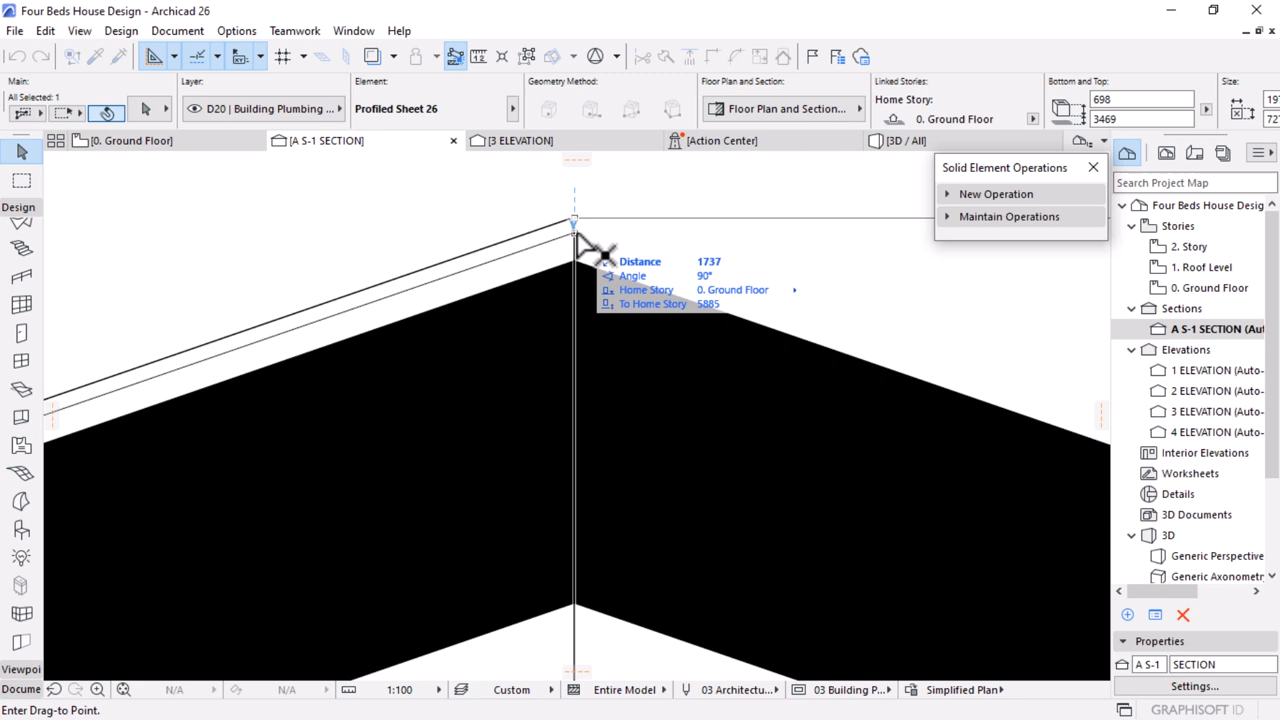 Four Beds House Design - Archicad 26
File Edit View Design Document Options Teamwork Window Help
Main:
All Selected: 1
Layer:
D20 | Building Plumbing ...
Element:
Profiled Sheet 26
Geometry Method:
Floor Plan and Section:
Floor Plan and Section...
Linked Stories:
Home Story:
0. Ground Floor
Bottom and Top:
698
3469
Size:
[0. Ground Floor]
[A S-1 SECTION]
[3 ELEVATION]
[Action Center]
[3D / All]
Solid Element Operations
New Operation
Maintain Operations
Design
Distance 1737
Angle 90°
Home Story 0. Ground Floor
To Home Story 5885
Search Project Map
Four Beds House Desig
Stories
2. Story
1. Roof Level
0. Ground Floor
Sections
A S-1 SECTION (Au
Elevations
1 ELEVATION (Auto-
2 ELEVATION (Auto-
3 ELEVATION (Auto-
4 ELEVATION (Auto-
Interior Elevations
Worksheets
Details
3D Documents
3D
Generic Perspective
Generic Axonometr
Properties
A S-1 SECTION
Settings...
Viewpoi
Docume
N/A
N/A
1:100
Custom
Entire Model
03 Architectu...
03 Building P...
Simplified Plan
Enter Drag-to Point.
GRAPHISOFT ID